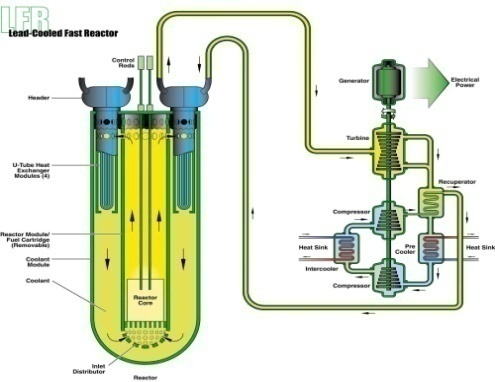 LFR
Lead-Cooled Fast Reactor
Control
Rods
Header
U-Tube Heat
Exchanger
Modules (4)
Reactor Module/
Fuel Cartridge
(Removable)
Coolant
Module
Coolant
Reactor
Core
Inlet
Distributor
Reactor
Generator
Electrical
Power
Turbine
Recuperator
Compressor
Heat Sink
Pre
Cooler
Heat Sink
Intercooler
Compressor